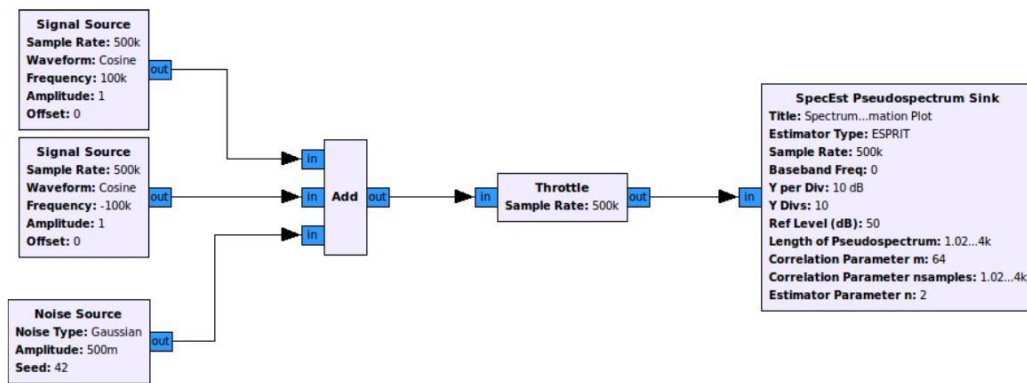 Signal Source
Sample Rate: 500k
Waveform: Cosine
Frequency: 100k
Amplitude: 1
Offset: 0
out
Signal Source
Sample Rate: 500k
Waveform: Cosine
Frequency: -100k
Amplitude: 1
Offset: 0
out
Noise Source
Noise Type: Gaussian
Amplitude: 500m
Seed: 42
out
in
in
in
Add
out
in
Throttle
Sample Rate: 500k
out
in
SpecEst Pseudospectrum Sink
Title: Spectrum...mation Plot
Estimator Type: ESPRIT
Sample Rate: 500k
Baseband Freq: 0
Y per Div: 10 dB
Y Divs: 10
Ref Level (dB): 50
Length of Pseudospectrum: 1.02...4k
Correlation Parameter m: 64
Correlation Parameter nsamples: 1.02...4k
Estimator Parameter n: 2